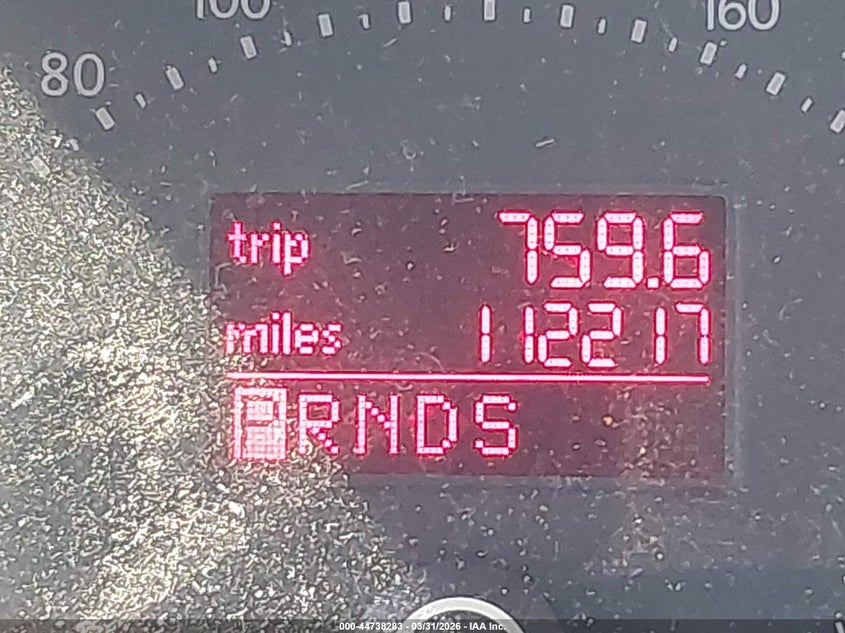 100
160
80
trip 759.6
miles 112217
PRNDS
000-44738283 - 03/31/2026 - IAA Inc.